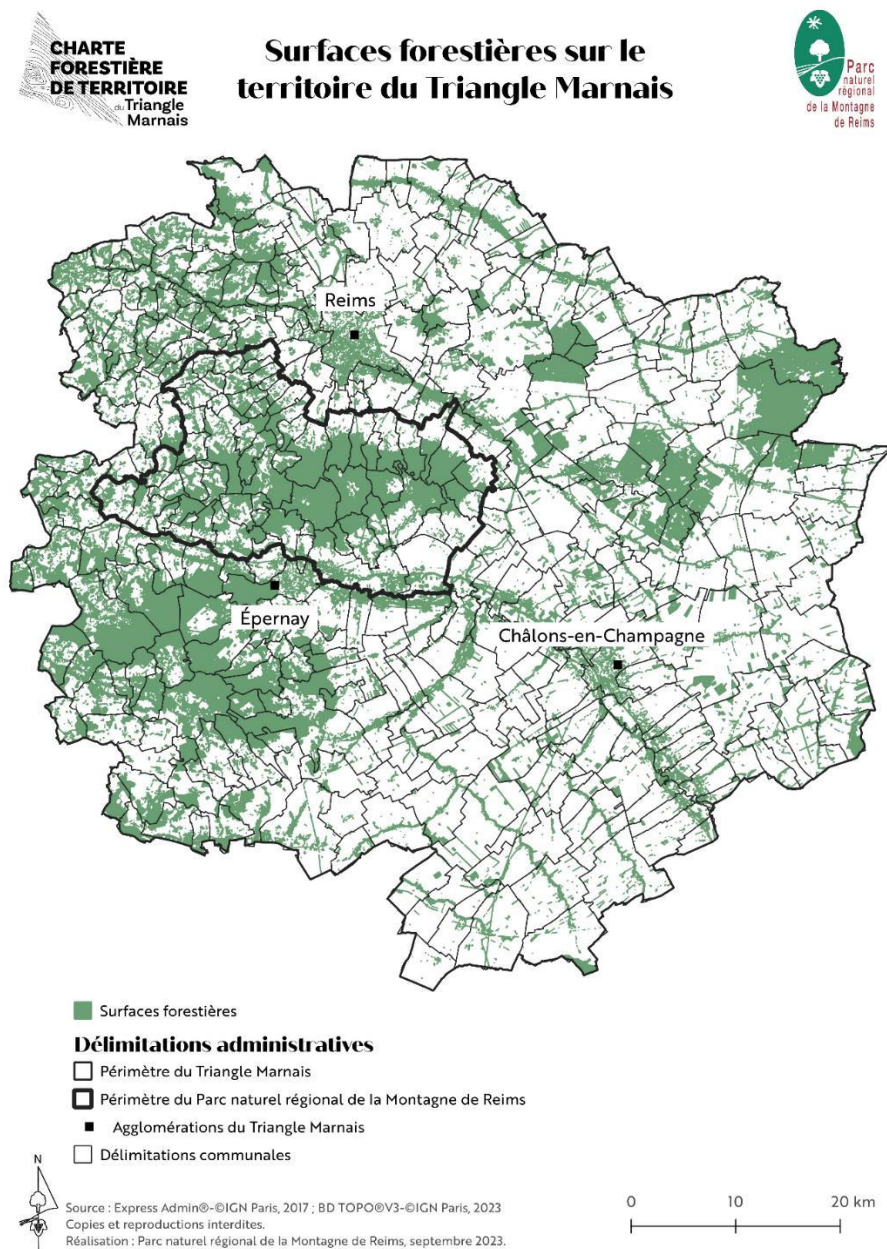 CHARTE
FORESTIÈRE
DE TERRITOIRE
du Triangle
Marnais
Surfaces forestières sur le
territoire du Triangle Marnais
Parc
naturel
régional
de la Montagne
de Reims
Reims
Épernay
Châlons-en-Champagne
Surfaces forestières
Délimitations administratives
Périmètre du Triangle Marnais
Périmètre du Parc naturel régional de la Montagne de Reims
Agglomérations du Triangle Marnais
Délimitations communales
N
Source : Express Admin®-©IGN Paris, 2017 ; BD TOPO®V3-©IGN Paris, 2023
Copies et reproductions interdites.
Réalisation : Parc naturel régional de la Montagne de Reims, septembre 2023.
0 10 20 km